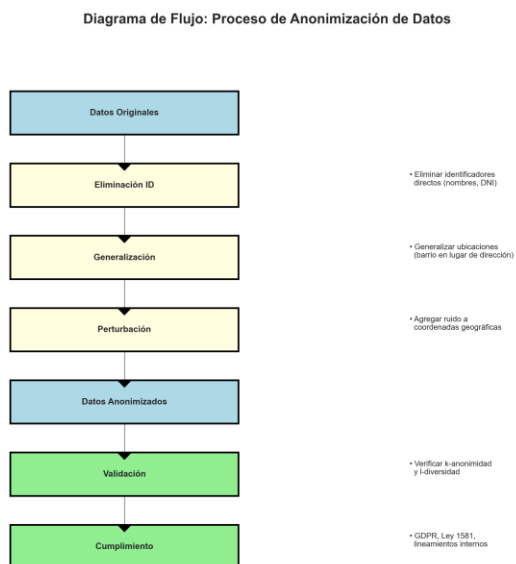 Diagrama de Flujo: Proceso de Anonimización de Datos
Datos Originales
Eliminación ID
• Eliminar identificadores
directos (nombres, DNI)
Generalización
• Generalizar ubicaciones
(barrio en lugar de dirección)
Perturbación
• Agregar ruido a
coordenadas geográficas
Datos Anonimizados
Validación
• Verificar k-anonimidad
y l-diversidad
Cumplimiento
• GDPR, Ley 1581,
lineamientos internos